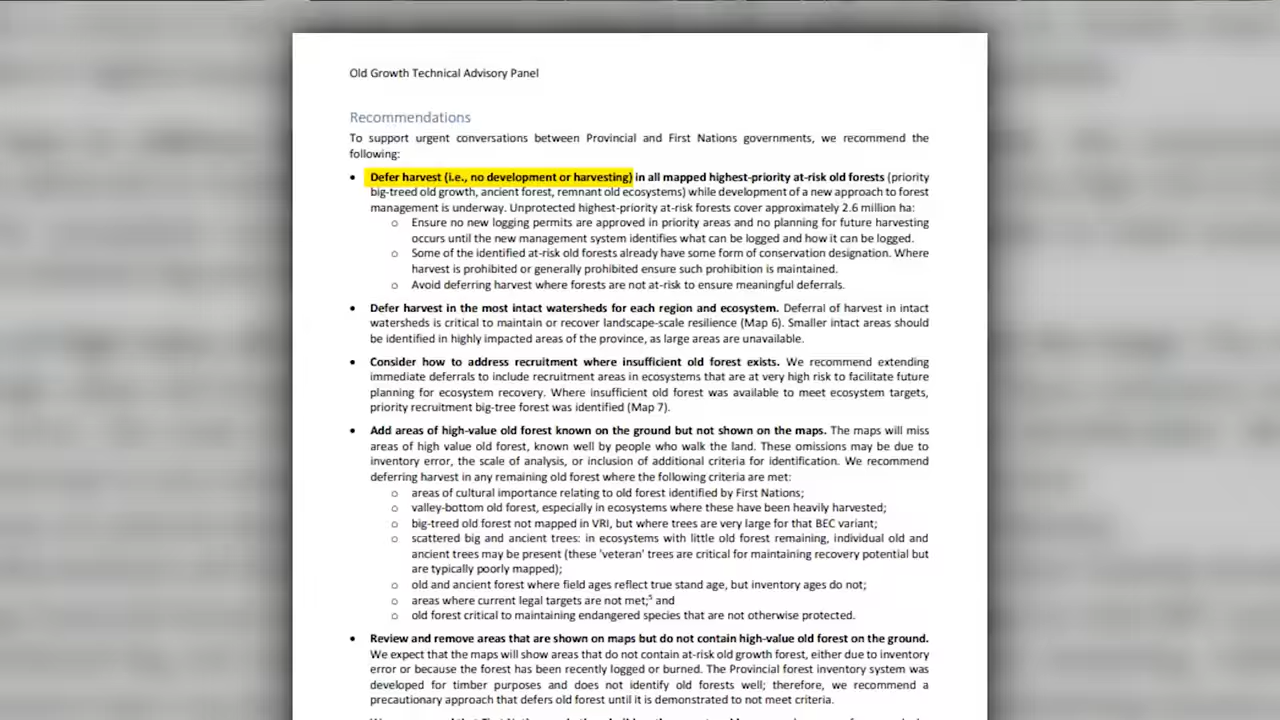 Old Growth Technical Advisory Panel
Recommendations
To support urgent conversations between Provincial and First Nations governments, we recommend the
following:
• Defer harvest (i.e., no development or harvesting) in all mapped highest-priority at-risk old forests (priority
big-treed old growth, ancient forest, remnant old ecosystems) while development of a new approach to forest
management is underway. Unprotected highest-priority at-risk forests cover approximately 2.6 million ha:
o Ensure no new logging permits are approved in priority areas and no planning for future harvesting
occurs until the new management system identifies what can be logged and how it can be logged.
o Some of the identified at-risk old forests already have some form of conservation designation. Where
harvest is prohibited or generally prohibited ensure such prohibition is maintained.
o Avoid deferring harvest where forests are not at-risk to ensure meaningful deferrals.
• Defer harvest in the most intact watersheds for each region and ecosystem. Deferral of harvest in intact
watersheds is critical to maintain or recover landscape-scale resilience (Map 6). Smaller intact areas should
be identified in highly impacted areas of the province, as large areas are unavailable.
• Consider how to address recruitment where insufficient old forest exists. We recommend extending
immediate deferrals to include recruitment areas in ecosystems that are at very high risk to facilitate future
planning for ecosystem recovery. Where insufficient old forest was available to meet ecosystem targets,
priority recruitment big-tree forest was identified (Map 7).
• Add areas of high-value old forest known on the ground but not shown on the maps. The maps will miss
areas of high value old forest, known well by people who walk the land. These omissions may be due to
inventory error, the scale of analysis, or inclusion of additional criteria for identification. We recommend
deferring harvest in any remaining old forest where the following criteria are met:
o areas of cultural importance relating to old forest identified by First Nations;
o valley-bottom old forest, especially in ecosystems where these have been heavily harvested;
o big-treed old forest not mapped in VRI, but where trees are very large for that BEC variant;
o scattered big and ancient trees: in ecosystems with little old forest remaining, individual old and
ancient trees may be present (these 'veteran' trees are critical for maintaining recovery potential but
are typically poorly mapped);
o old and ancient forest where field ages reflect true stand age, but inventory ages do not;
o areas where current legal targets are not met;⁵ and
o old forest critical to maintaining endangered species that are not otherwise protected.
• Review and remove areas that are shown on maps but do not contain high-value old forest on the ground.
We expect that the maps will show areas that do not contain at-risk old growth forest, either due to inventory
error or because the forest has been recently logged or burned. The Provincial forest inventory system was
developed for timber purposes and does not identify old forests well; therefore, we recommend a
precautionary approach that defers old forest until it is demonstrated to not meet criteria.